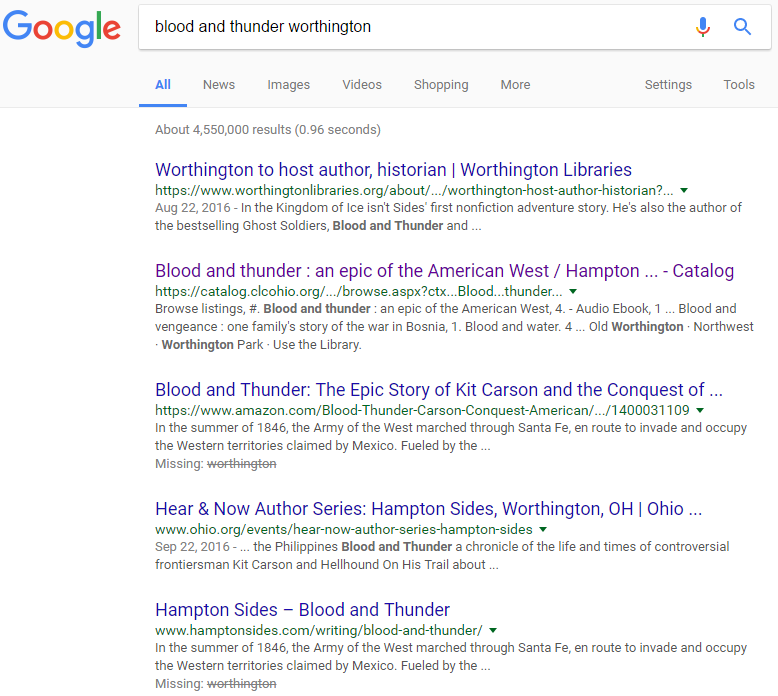 Google
blood and thunder worthington
All News Images Videos Shopping More Settings Tools
About 4,550,000 results (0.96 seconds)
Worthington to host author, historian | Worthington Libraries
https://www.worthingtonlibraries.org/about/.../worthington-host-author-historian?...
Aug 22, 2016 - In the Kingdom of Ice isn't Sides' first nonfiction adventure story. He's also the author of
the bestselling Ghost Soldiers, Blood and Thunder and ...
Blood and thunder : an epic of the American West / Hampton ... - Catalog
https://catalog.clcohio.org/.../browse.aspx?ctx...Blood...thunder...
Browse listings, #. Blood and thunder : an epic of the American West, 4. - Audio Ebook, 1 ... Blood and
vengeance : one family's story of the war in Bosnia, 1. Blood and water. 4 ... Old Worthington · Northwest
· Worthington Park · Use the Library.
Blood and Thunder: The Epic Story of Kit Carson and the Conquest of ...
https://www.amazon.com/Blood-Thunder-Carson-Conquest-American/.../1400031109
In the summer of 1846, the Army of the West marched through Santa Fe, en route to invade and occupy
the Western territories claimed by Mexico. Fueled by the ...
Missing: worthington
Hear & Now Author Series: Hampton Sides, Worthington, OH | Ohio ...
www.ohio.org/events/hear-now-author-series-hampton-sides
Sep 22, 2016 - ... the Philippines Blood and Thunder a chronicle of the life and times of controversial
frontiersman Kit Carson and Hellhound On His Trail about ...
Hampton Sides – Blood and Thunder
www.hamptonsides.com/writing/blood-and-thunder/
In the summer of 1846, the Army of the West marched through Santa Fe, en route to invade and occupy
the Western territories claimed by Mexico. Fueled by the ...
Missing: worthington